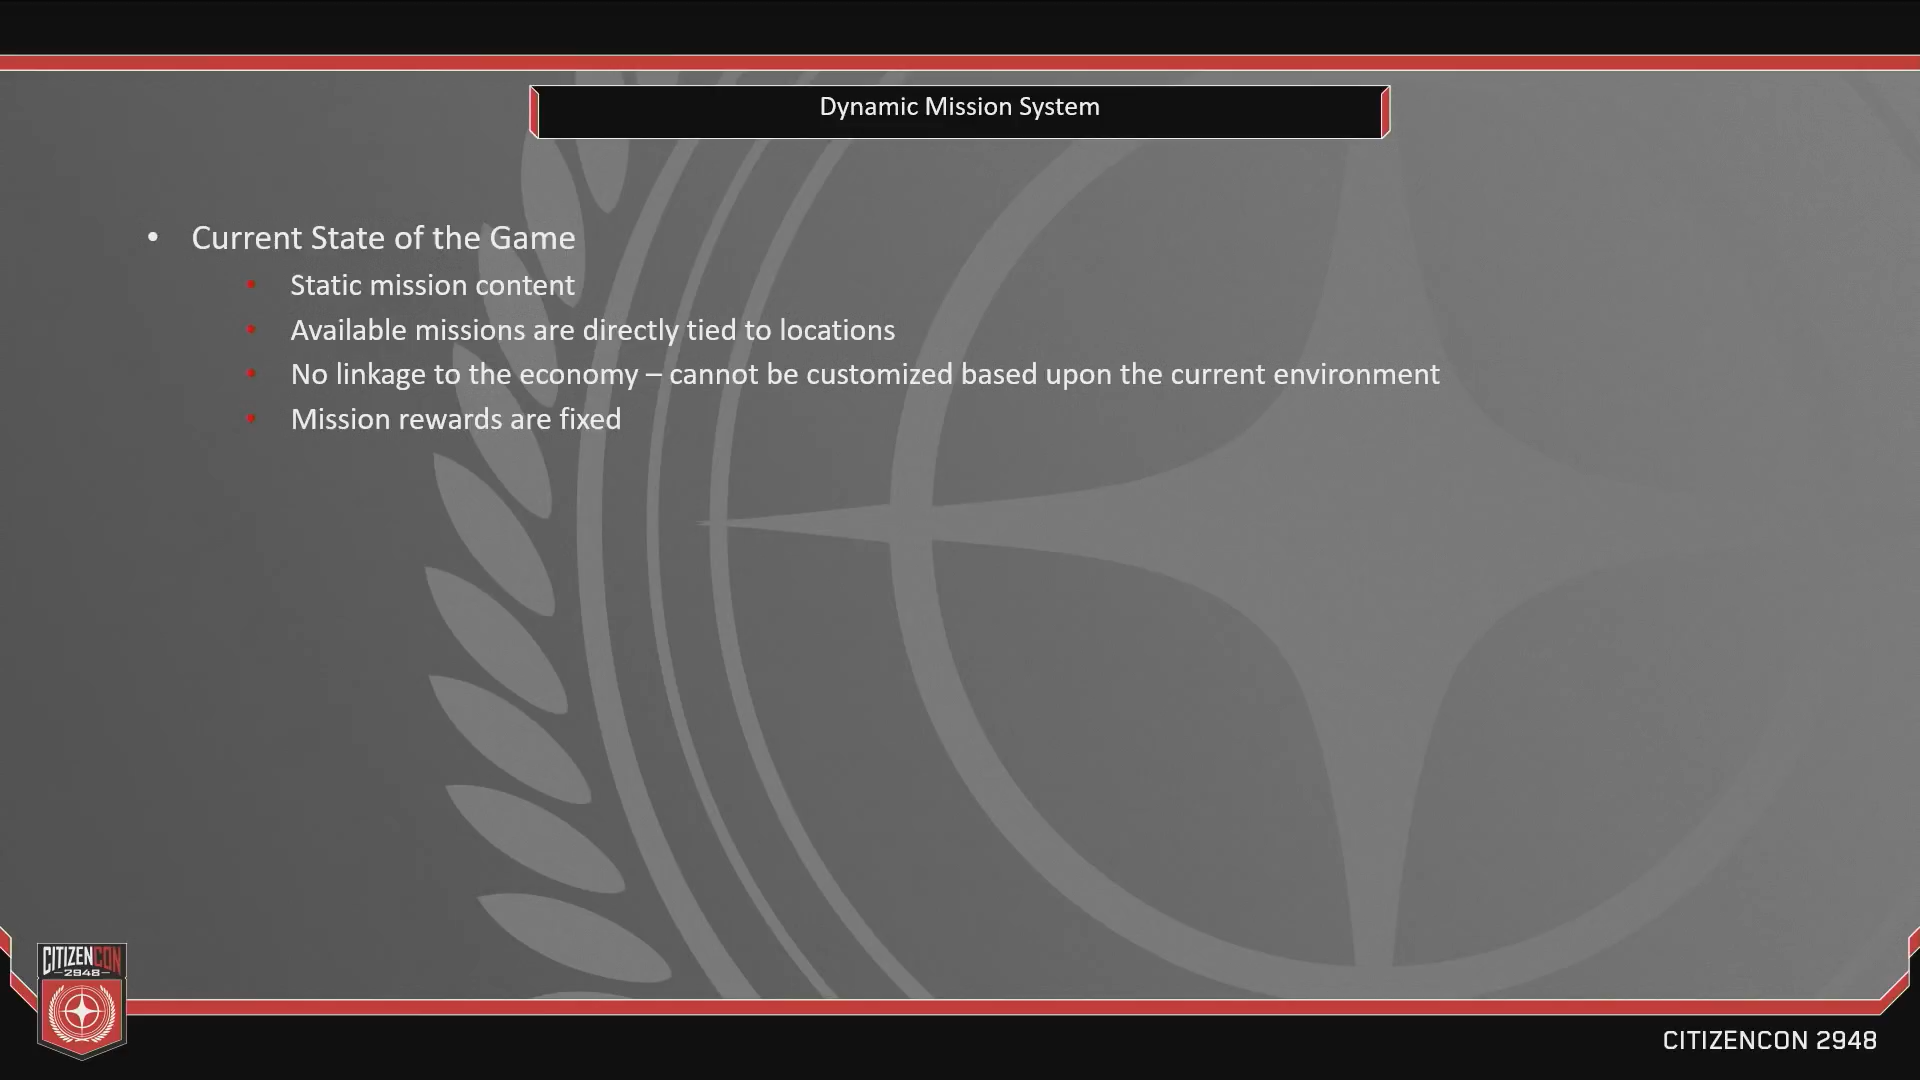 Dynamic Mission System
• Current State of the Game
• Static mission content
• Available missions are directly tied to locations
• No linkage to the economy – cannot be customized based upon the current environment
• Mission rewards are fixed
CITIZENCON
2948
CITIZENCON 2948